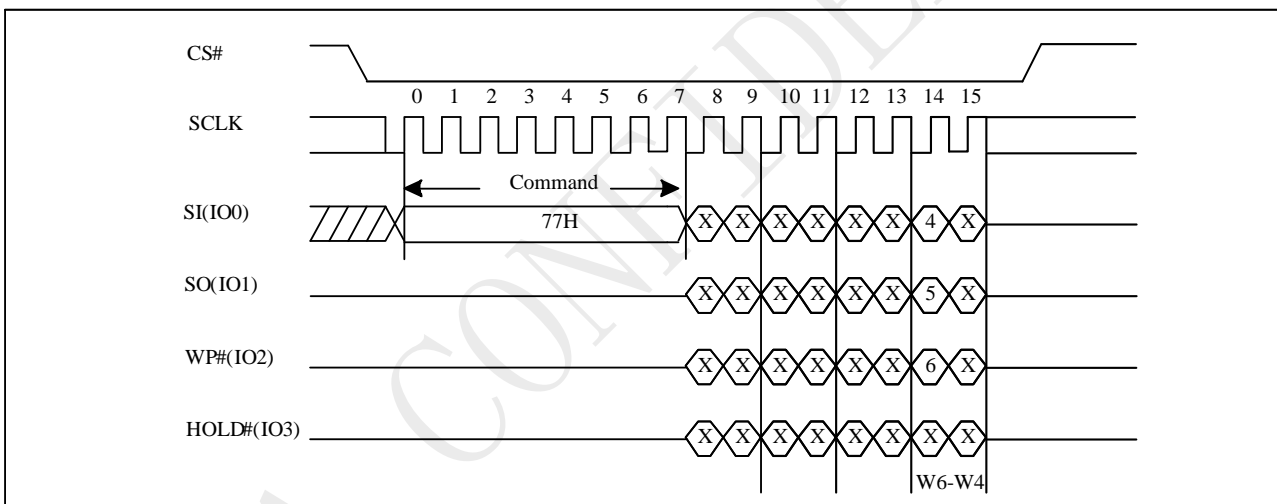 CS#
0 1 2 3 4 5 6 7 8 9 10 11 12 13 14 15
SCLK
Command
SI(IO0) 77H X X X X X X 4 X
SO(IO1) X X X X X X 5 X
WP#(IO2) X X X X X X 6 X
HOLD#(IO3) X X X X X X X X
W6-W4